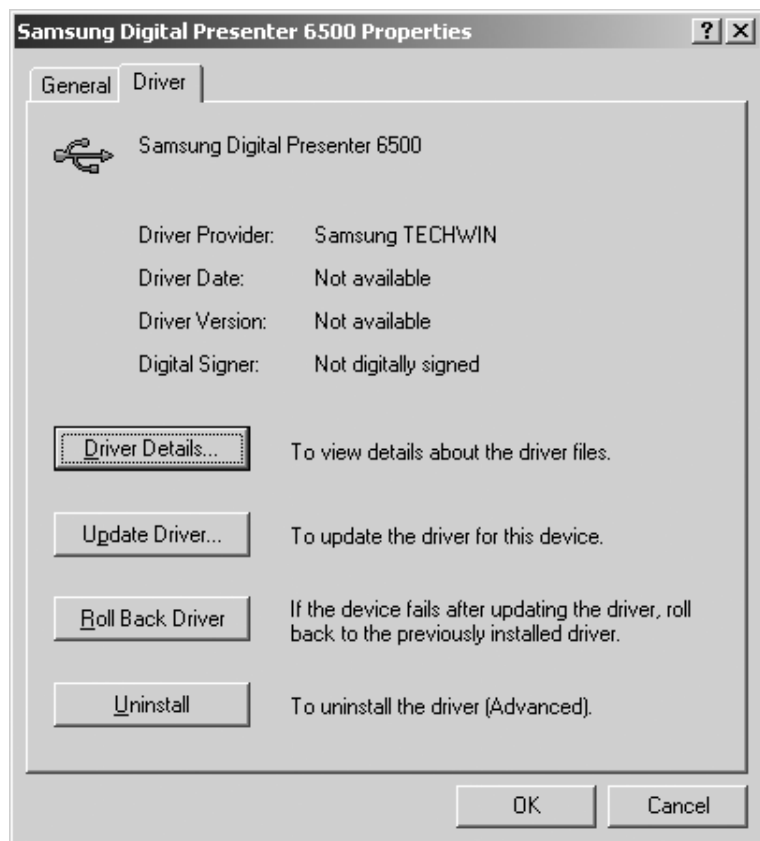 Samsung Digital Presenter 6500 Properties
General Driver
Samsung Digital Presenter 6500
Driver Provider: Samsung TECHWIN
Driver Date: Not available
Driver Version: Not available
Digital Signer: Not digitally signed
Driver Details... To view details about the driver files.
Update Driver... To update the driver for this device.
Roll Back Driver If the device fails after updating the driver, roll
back to the previously installed driver.
Uninstall To uninstall the driver (Advanced).
OK Cancel